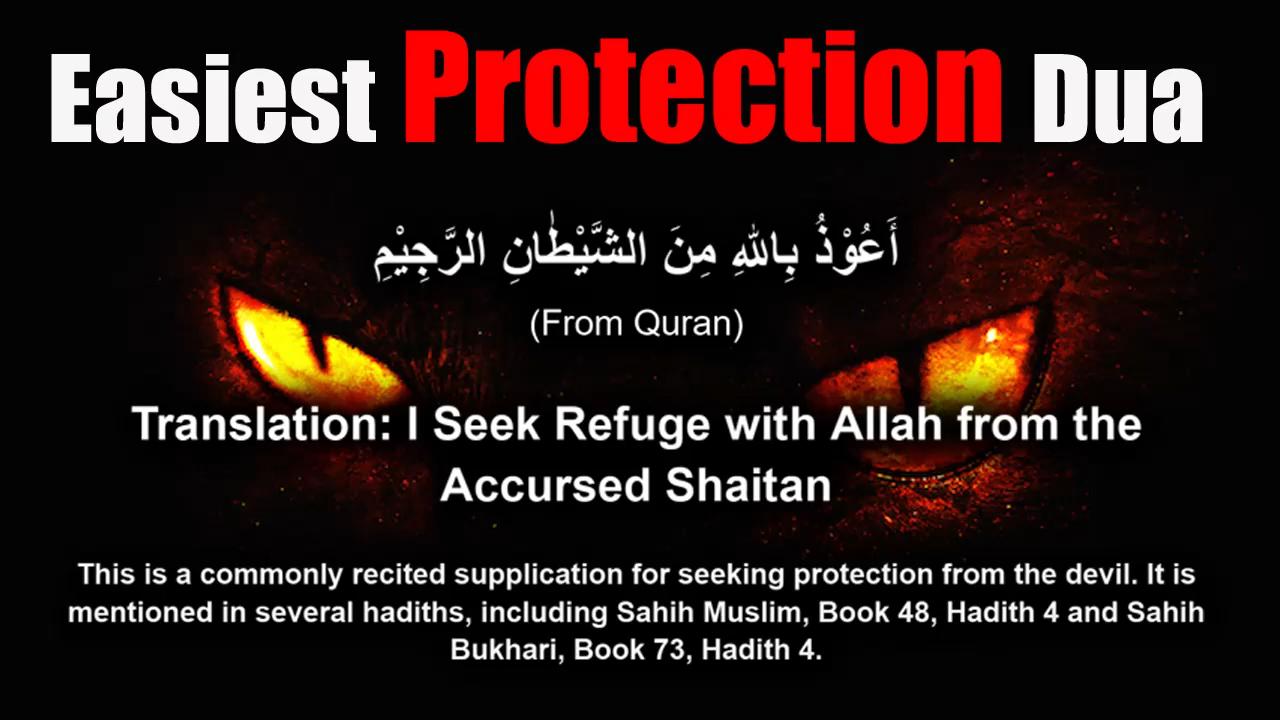 Easiest Protection Dua
أَعُوْذُ بِاللهِ مِنَ الشَّيْطٰانِ الرَّجِيْمِ
(From Quran)
Translation: I Seek Refuge with Allah from the
Accursed Shaitan
This is a commonly recited supplication for seeking protection from the devil. It is
mentioned in several hadiths, including Sahih Muslim, Book 48, Hadith 4 and Sahih
Bukhari, Book 73, Hadith 4.